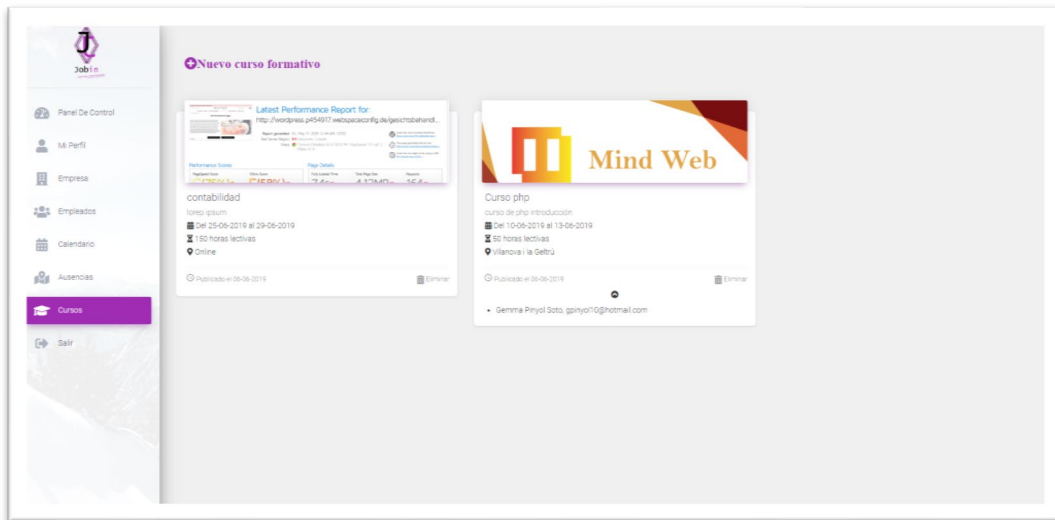 Jobin
Panel De Control
Mi Perfil
Empresa
Empleados
Calendario
Ausencias
Cursos
Salir
Nuevo curso formativo
Latest Performance Report for:
http://wordpress.p454917.webspaceconfig.de/gesichtsbehandl...
Performance Scores
Page Details
contabilidad
lorep ipsum
Del 25-06-2019 al 29-06-2019
150 horas lectivas
Online
Publicado el 06-06-2019
Eliminar
Mind Web
Curso php
curso de php introducción
Del 10-06-2019 al 13-06-2019
50 horas lectivas
Vilanova i la Geltrú
Publicado el 06-06-2019
Eliminar
Gemma Pinyol Soto, gpinyol10@hotmail.com